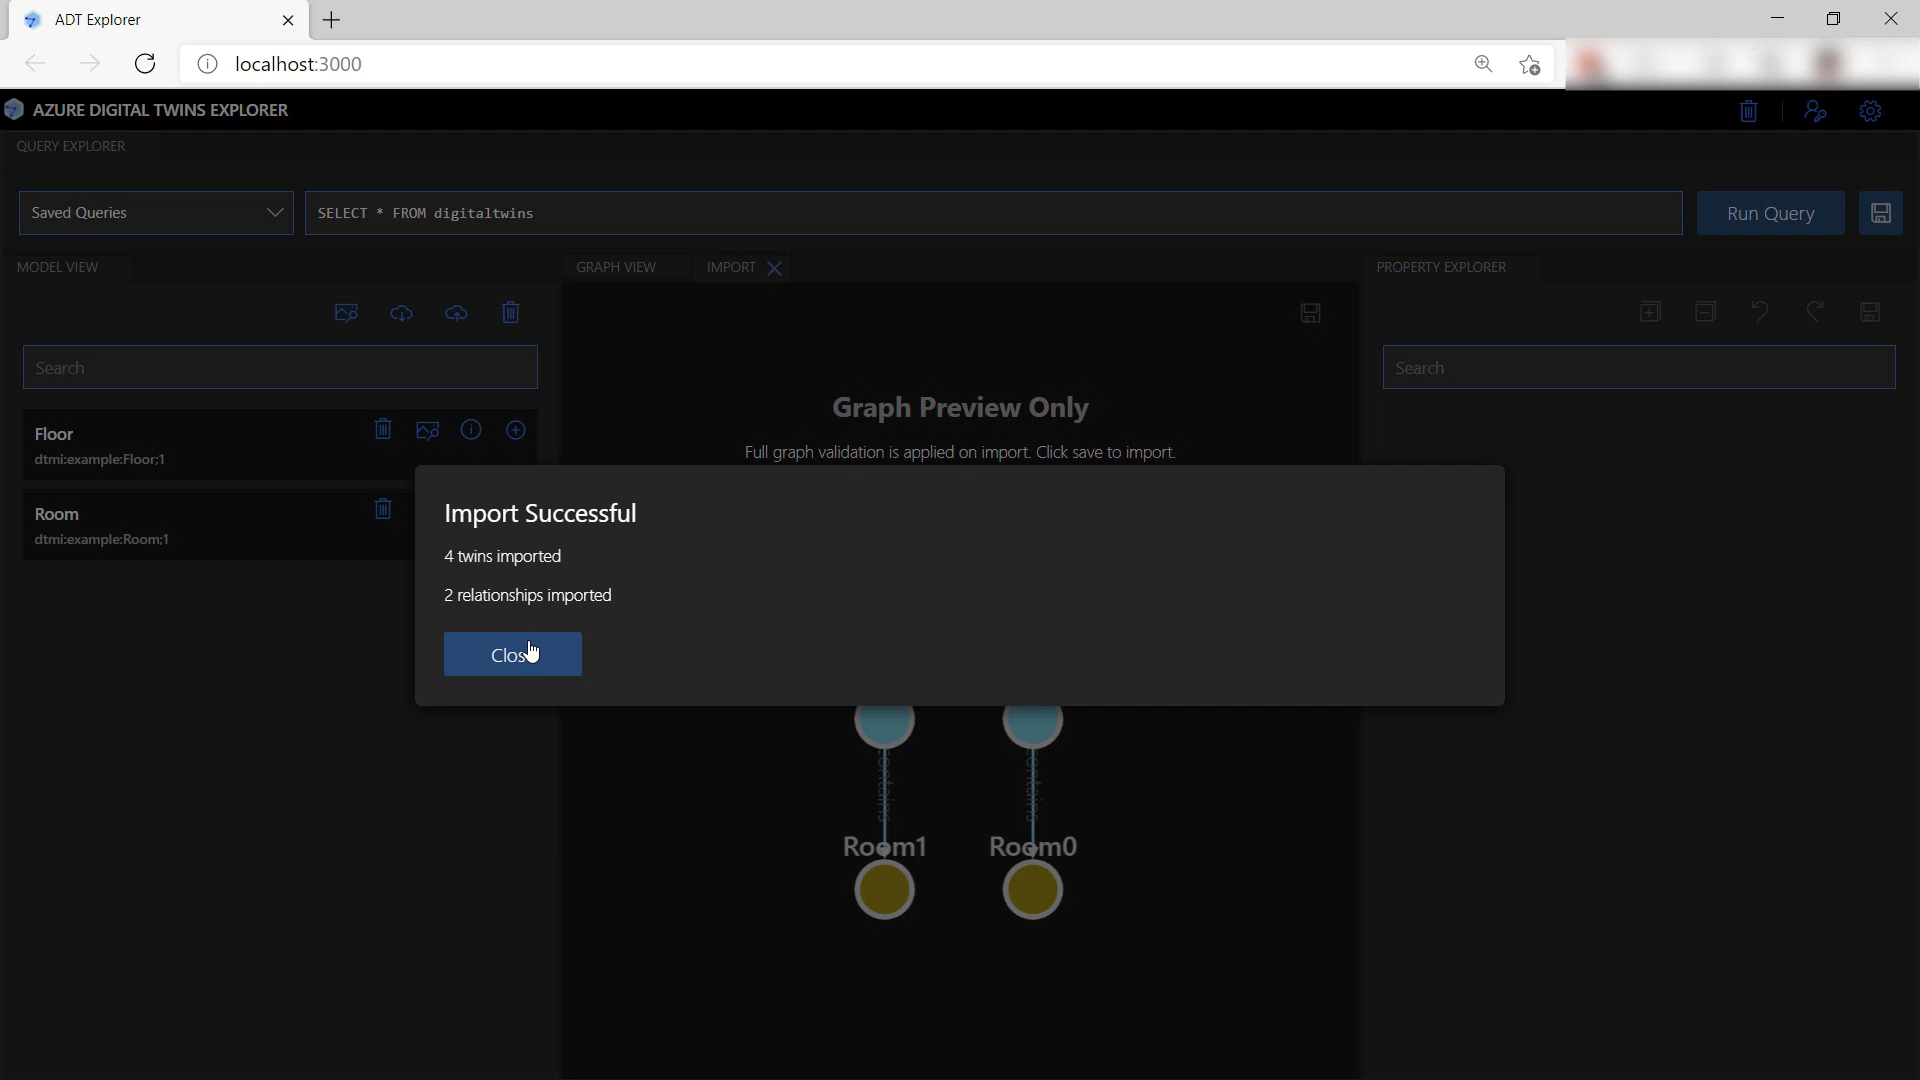 ADT Explorer
localhost:3000
AZURE DIGITAL TWINS EXPLORER
QUERY EXPLORER
Saved Queries
SELECT * FROM digitaltwins
Run Query
MODEL VIEW
GRAPH VIEW
IMPORT
PROPERTY EXPLORER
Search
Search
Graph Preview Only
Full graph validation is applied on import. Click save to import.
Floor
dtmi:example:Floor;1
Room
dtmi:example:Room;1
Import Successful
4 twins imported
2 relationships imported
Close
contains
contains
Room1
Room0